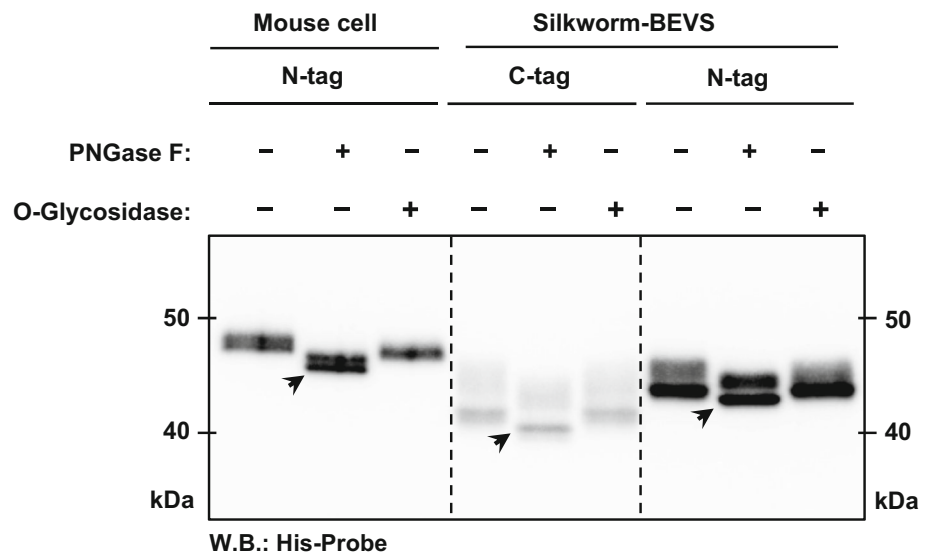 Mouse cell Silkworm-BEVS
N-tag C-tag N-tag
PNGase F: – + – – + – – + –
O-Glycosidase: – – + – – + – – + 
50 50
40 40
kDa kDa
W.B.: His-Probe